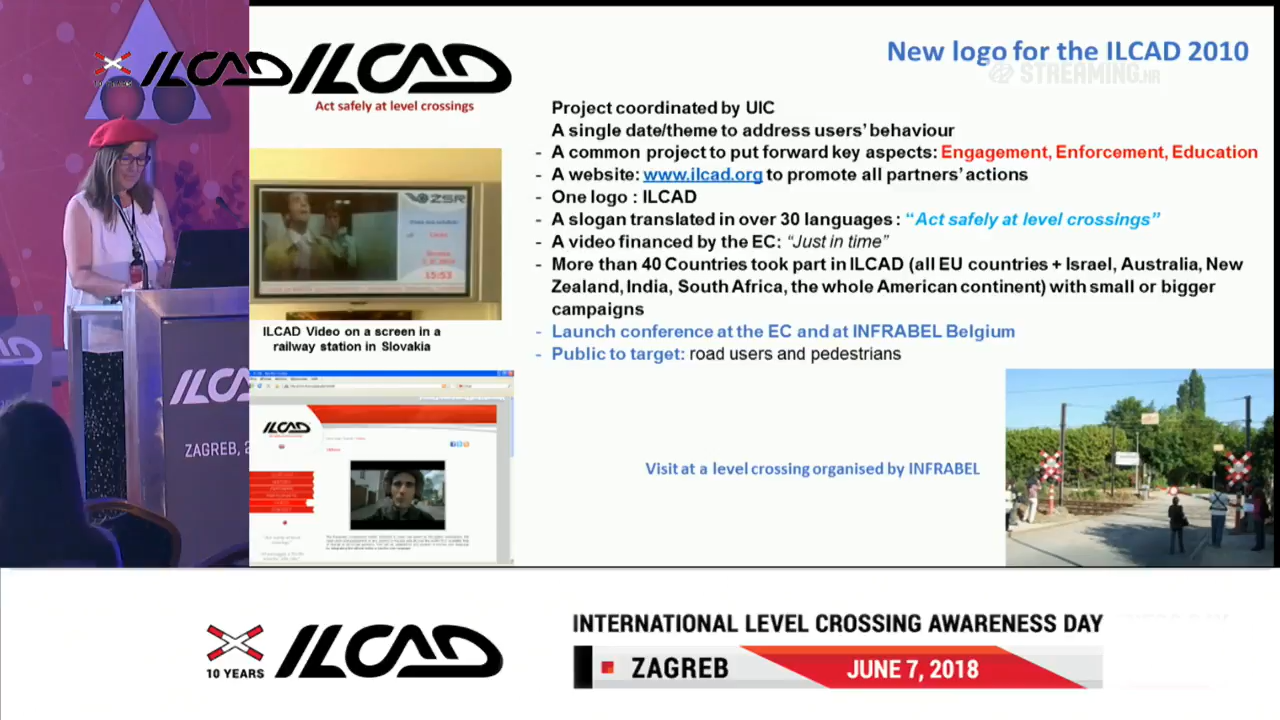 ILCAD
10 YEARS
ILCAD
Act safely at level crossings
New logo for the ILCAD 2010
STREAMING.HR
Project coordinated by UIC
A single date/theme to address users' behaviour
- A common project to put forward key aspects: Engagement, Enforcement, Education
- A website: www.ilcad.org to promote all partners' actions
- One logo : ILCAD
- A slogan translated in over 30 languages : “Act safely at level crossings”
- A video financed by the EC: “Just in time”
- More than 40 Countries took part in ILCAD (all EU countries + Israel, Australia, New
Zealand, India, South Africa, the whole American continent) with small or bigger
campaigns
- Launch conference at the EC and at INFRABEL Belgium
- Public to target: road users and pedestrians
ZSR
15:53
ILCAD Video on a screen in a
railway station in Slovakia
ILCAD
Visit at a level crossing organised by INFRABEL
ILCAD
ZAGREB, 2
10 YEARS
ILCAD
INTERNATIONAL LEVEL CROSSING AWARENESS DAY
ZAGREB
JUNE 7, 2018